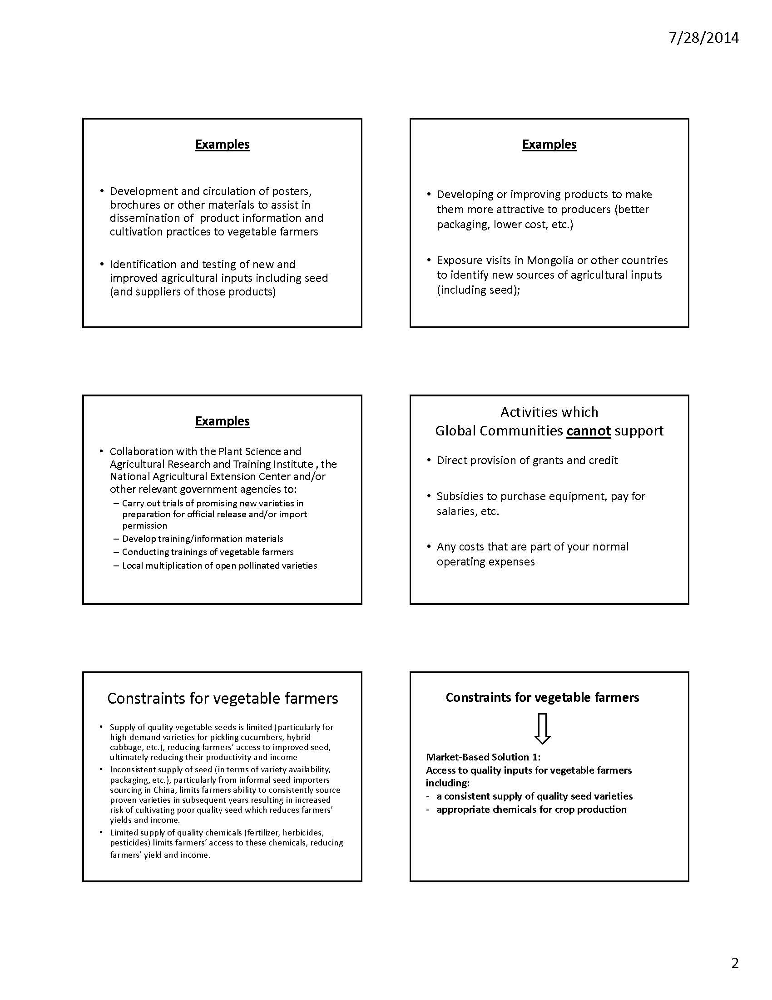 7/28/2014
Examples
• Development and circulation of posters,
brochures or other materials to assist in
dissemination of  product information and
cultivation practices to vegetable farmers
• Identification and testing of new and
improved agricultural inputs including seed
(and suppliers of those products)
Examples
• Developing or improving products to make
them more attractive to producers (better
packaging, lower cost, etc.)
• Exposure visits in Mongolia or other countries
to identify new sources of agricultural inputs
(including seed);
Examples
• Collaboration with the Plant Science and
Agricultural Research and Training Institute , the
National Agricultural Extension Center and/or
other relevant government agencies to:
– Carry out trials of promising new varieties in
preparation for official release and/or import
permission
– Develop training/information materials
– Conducting trainings of vegetable farmers
– Local multiplication of open pollinated varieties
Activities which
Global Communities cannot support
• Direct provision of grants and credit
• Subsidies to purchase equipment, pay for
salaries, etc.
• Any costs that are part of your normal
operating expenses
Constraints for vegetable farmers
• Supply of quality vegetable seeds is limited (particularly for
high-demand varieties for pickling cucumbers, hybrid
cabbage, etc.), reducing farmers’ access to improved seed,
ultimately reducing their productivity and income
• Inconsistent supply of seed (in terms of variety availability,
packaging, etc.), particularly from informal seed importers
sourcing in China, limits farmers ability to consistently source
proven varieties in subsequent years resulting in increased
risk of cultivating poor quality seed which reduces farmers’
yields and income.
• Limited supply of quality chemicals (fertilizer, herbicides,
pesticides) limits farmers’ access to these chemicals, reducing
farmers’ yield and income.
Constraints for vegetable farmers
Market-Based Solution 1:
Access to quality inputs for vegetable farmers
including:
- a consistent supply of quality seed varieties
- appropriate chemicals for crop production
2